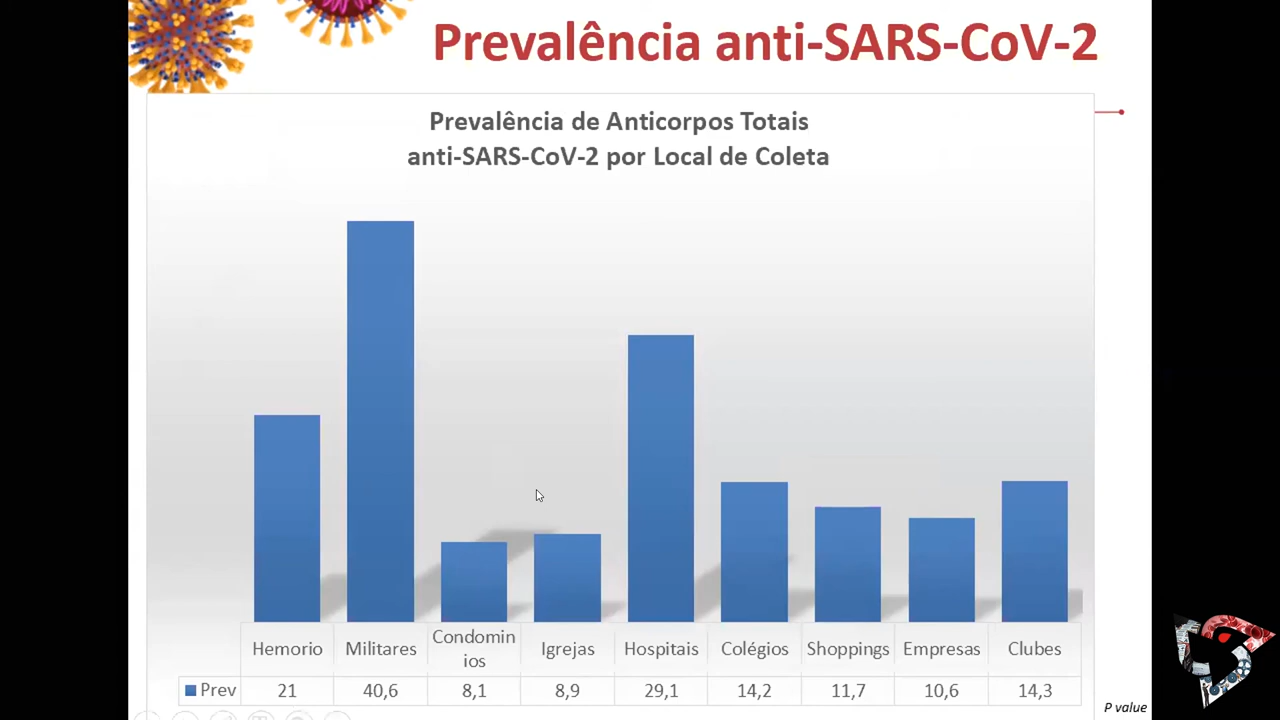 Prevalência anti-SARS-CoV-2
Prevalência de Anticorpos Totais
anti-SARS-CoV-2 por Local de Coleta
Hemorio Militares Condomin
ios Igrejas Hospitais Colégios Shoppings Empresas Clubes
Prev 21 40,6 8,1 8,9 29,1 14,2 11,7 10,6 14,3
P value